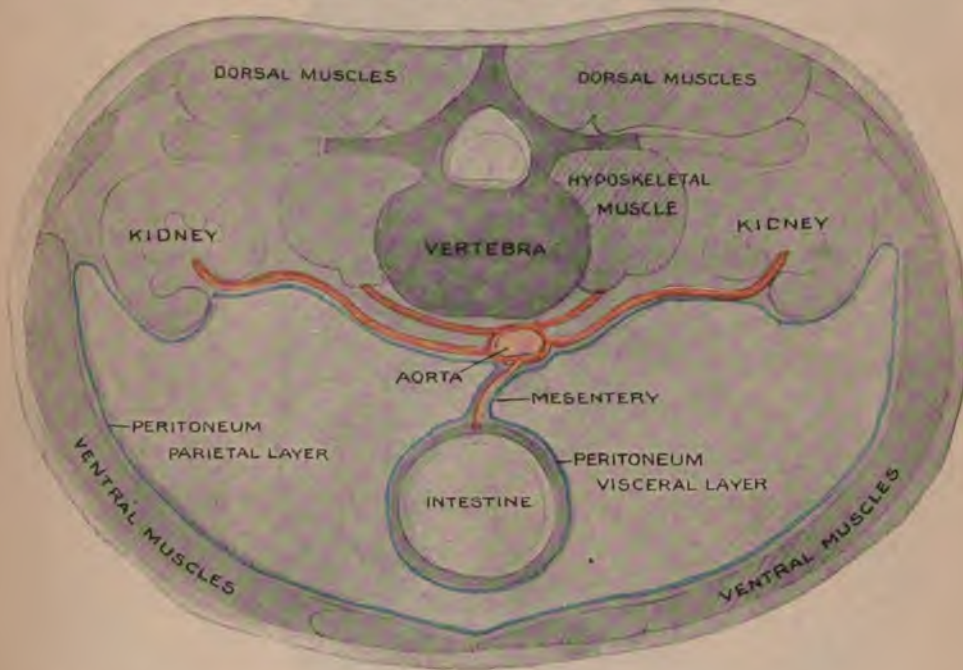 DORSAL MUSCLES
DORSAL MUSCLES
HYPOSKELETAL
MUSCLE
KIDNEY
KIDNEY
VERTEBRA
AORTA
MESENTERY
PERITONEUM
PARIETAL LAYER
PERITONEUM
VISCERAL LAYER
INTESTINE
VENTRAL MUSCLES
VENTRAL MUSCLES